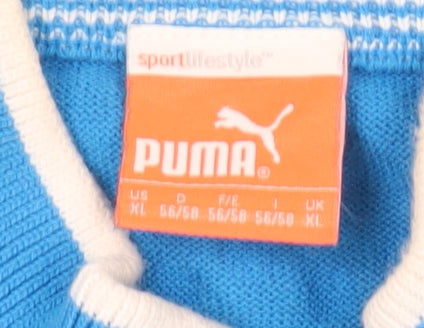 sportlifestyle™
PUMA®
US D F/E I UK
XL 56/58 56/58 56/58 XL